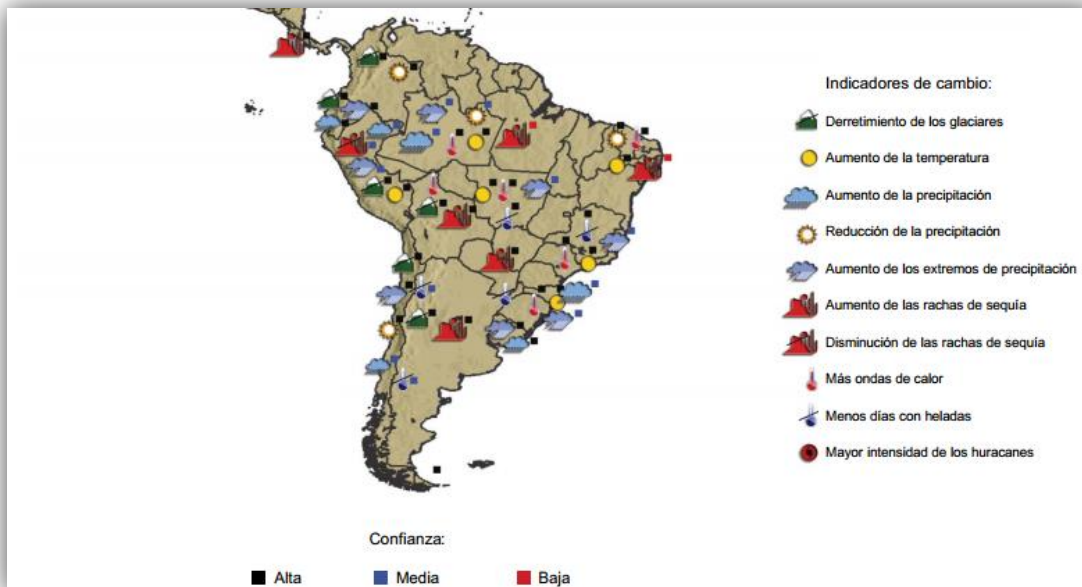 Indicadores de cambio:
Derretimiento de los glaciares
Aumento de la temperatura
Aumento de la precipitación
Reducción de la precipitación
Aumento de los extremos de precipitación
Aumento de las rachas de sequía
Disminución de las rachas de sequía
Más ondas de calor
Menos días con heladas
Mayor intensidad de los huracanes
Confianza:
Alta
Media
Baja